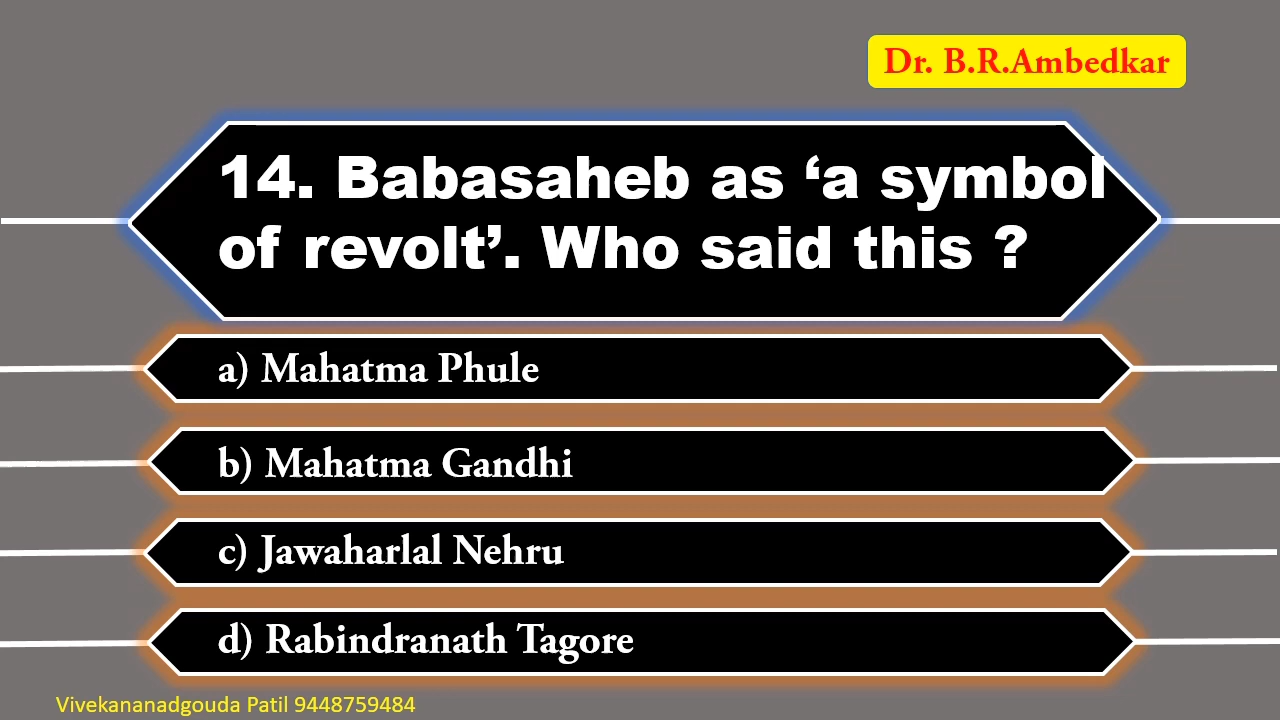 Dr. B.R.Ambedkar
14. Babasaheb as ‘a symbol
of revolt’. Who said this ?
a) Mahatma Phule
b) Mahatma Gandhi
c) Jawaharlal Nehru
d) Rabindranath Tagore
Vivekananadgouda Patil 9448759484